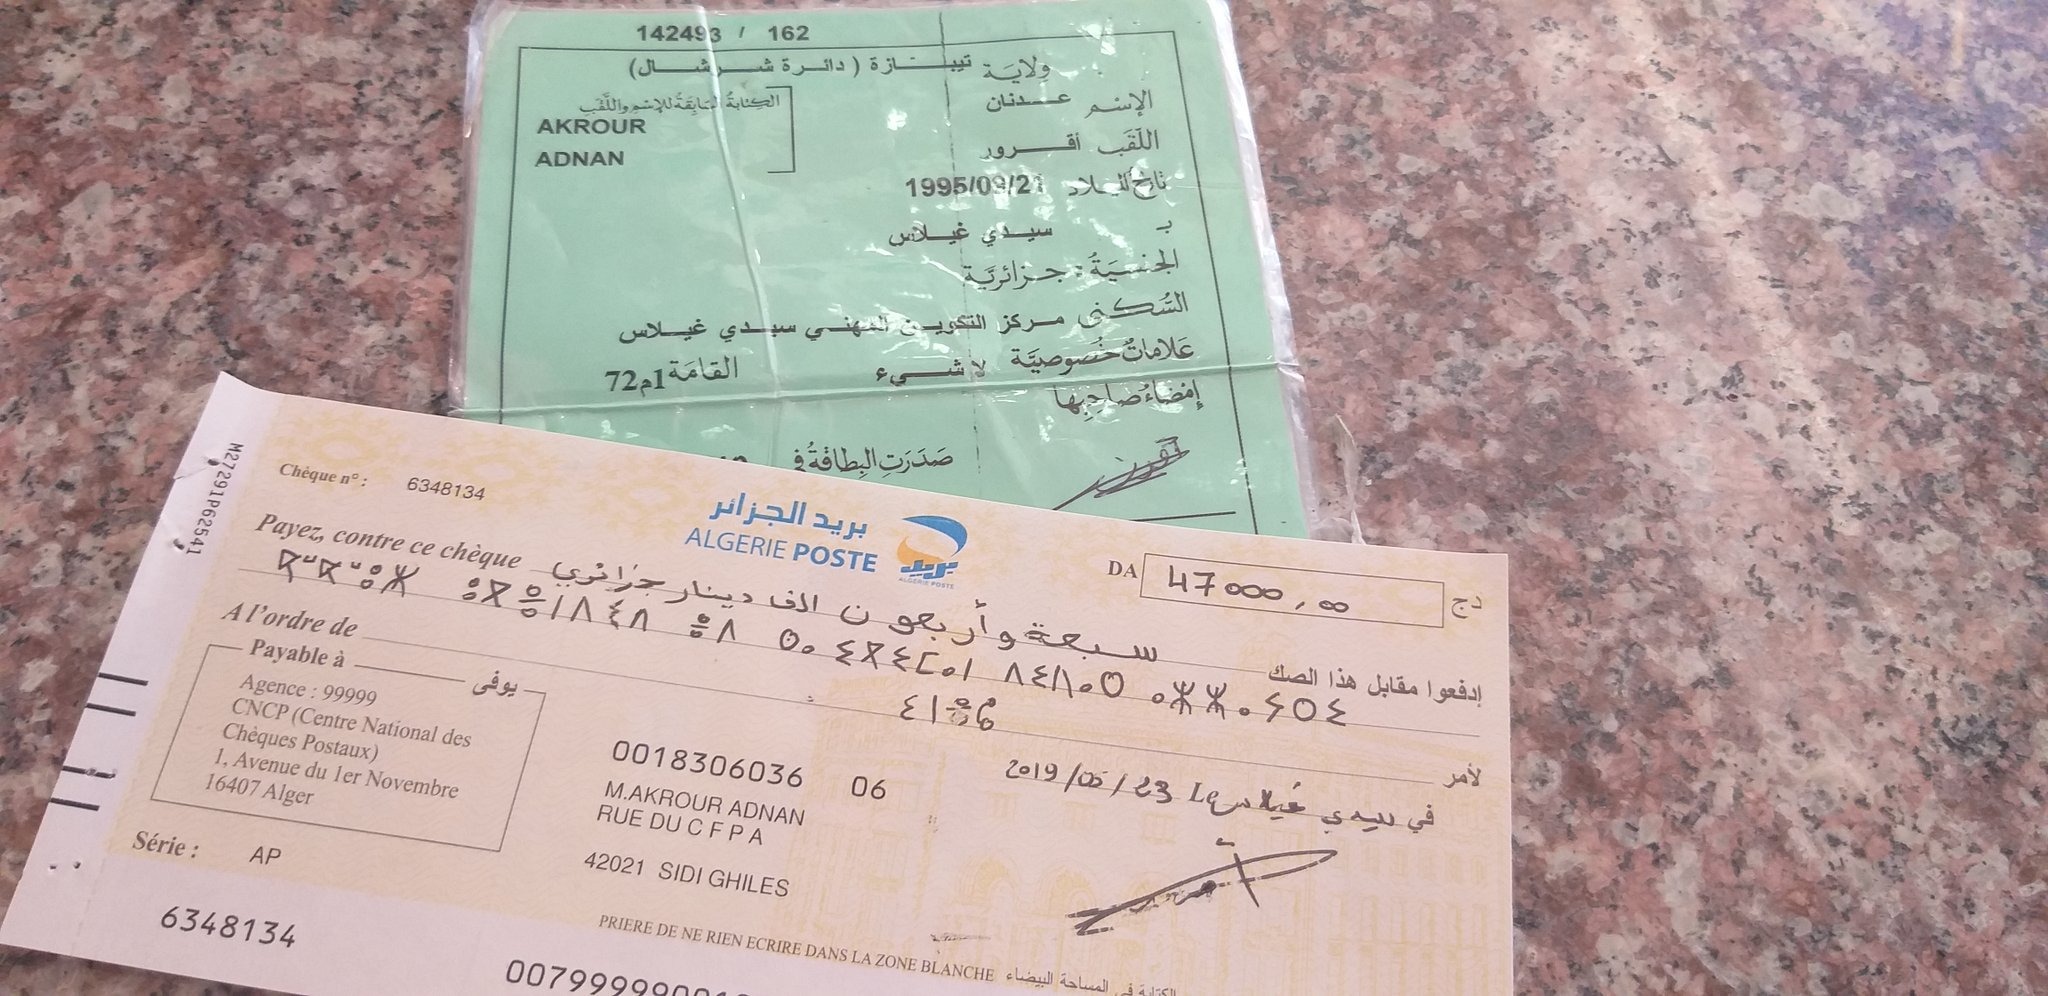 142493 / 162
ولاية تيبازة ( دائرة شرشال)
الإسم عدنان
الكتابة السابقة للإسم واللقب
AKROUR
ADNAN
اللقب أقرور
تاريخ الميلاد 1995/09/21
بـ سيدي غيلاس
الجنسية : جزائرية
السكنى مركز التكوين المهني سيدي غيلاس
علامات خصوصية لا شيء القامة 1م72
إمضاء صاحبها
صدرت البطاقة في
M27291P62541
Chèque n° : 6348134
بريد الجزائر
ALGERIE POSTE
DA 47000,00 دج
Payez, contre ce chèque
سبعة وأربعون الف دينار جزائري
إدفعوا مقابل هذا الصك
A l'ordre de
لأمر
Payable à يوفى
Agence : 99999
CNCP (Centre National des
Chèques Postaux)
1, Avenue du 1er Novembre
16407 Alger
0018306036 06
M.AKROUR ADNAN
RUE DU C F P A
42021 SIDI GHILES
في سيدي غيلاس Le 23 / 05 / 2019
Série : AP
6348134
PRIERE DE NE RIEN ECRIRE DANS LA ZONE BLANCHE
الكتابة في المساحة البيضاء